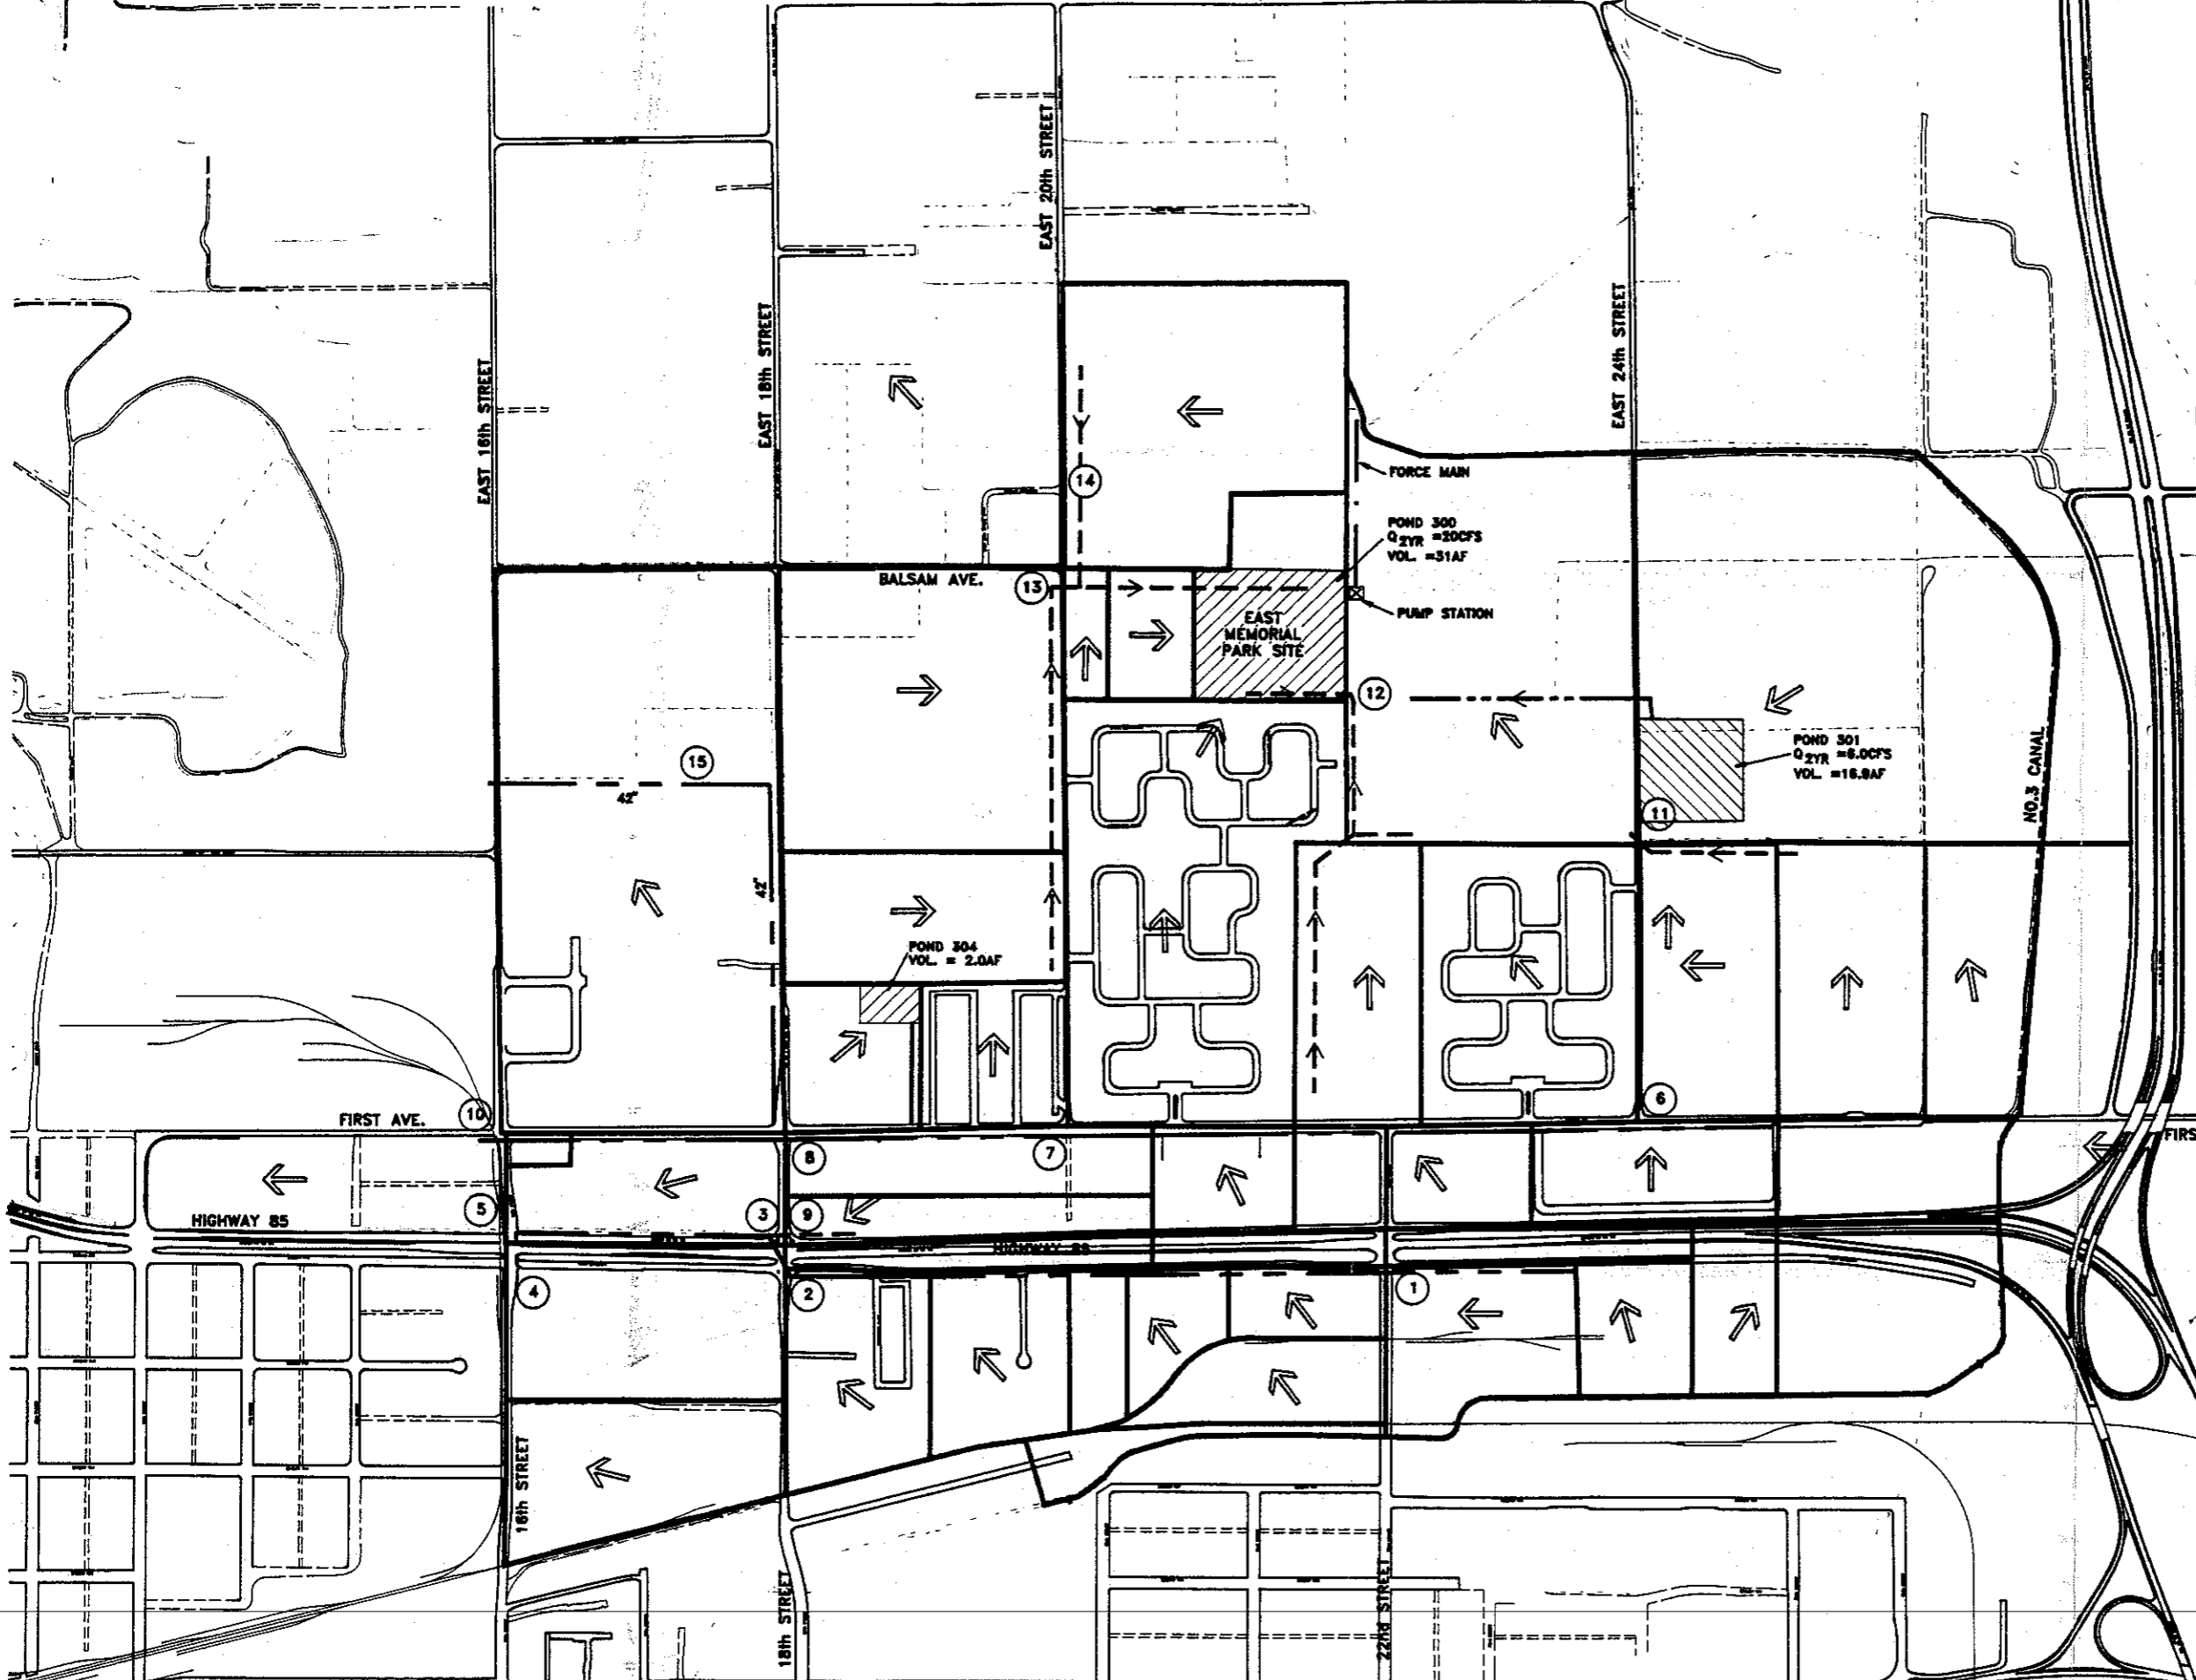 EAST 20th STREET
EAST 16th STREET
EAST 18th STREET
EAST 24th STREET
14
FORCE MAIN
POND 300
Q2YR =20CFS
VOL. =31AF
BALSAM AVE.
13
PUMP STATION
EAST
MEMORIAL
PARK SITE
12
15
42"
POND 301
Q2YR =6.0CFS
VOL. =16.9AF
11
NO.3 CANAL
42"
POND 304
VOL. = 2.0AF
FIRST AVE.
10
6
FIRS
8
7
5
3
9
HIGHWAY 85
HIGHWAY 85
4
2
1
16th STREET
18th STREET
22nd STREET